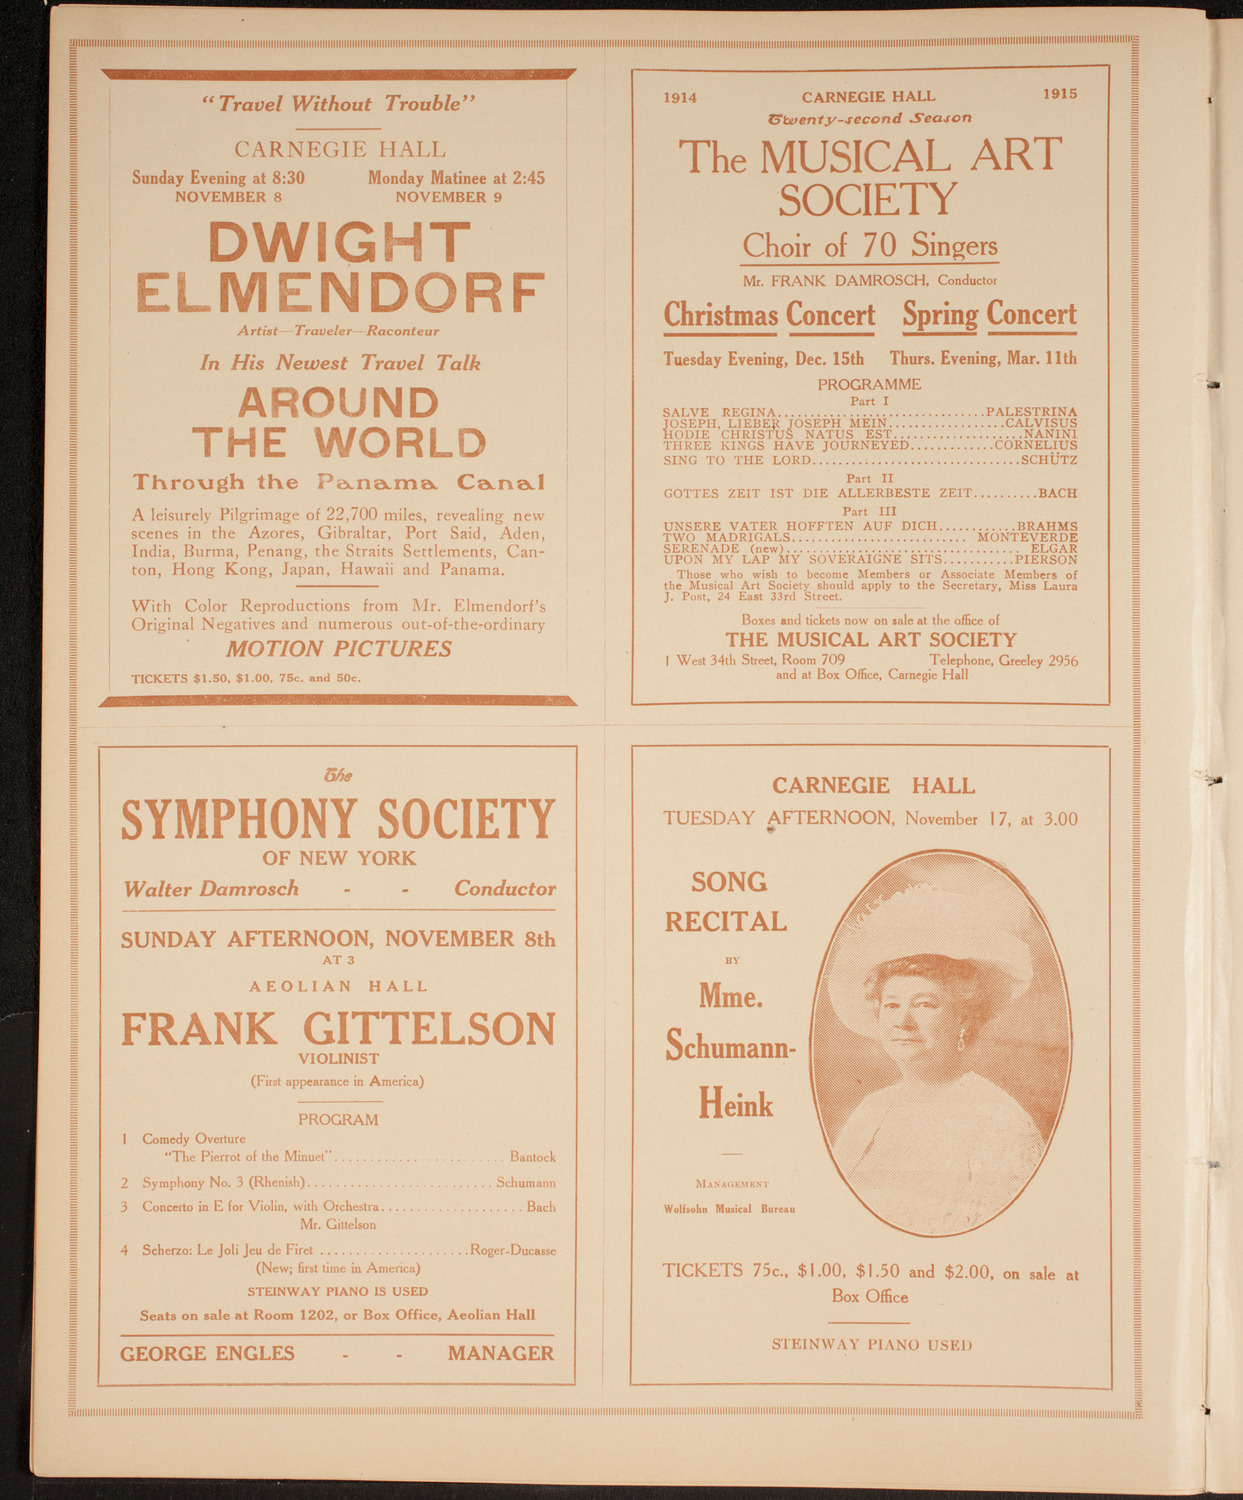 "Travel Without Trouble"
CARNEGIE HALL
Sunday Evening at 8:30 Monday Matinee at 2:45
NOVEMBER 8 NOVEMBER 9
DWIGHT
ELMENDORF
Artist—Traveler—Raconteur
In His Newest Travel Talk
AROUND
THE WORLD
Through the Panama Canal
A leisurely Pilgrimage of 22,700 miles, revealing new
scenes in the Azores, Gibraltar, Port Said, Aden,
India, Burma, Penang, the Straits Settlements, Can-
ton, Hong Kong, Japan, Hawaii and Panama.
With Color Reproductions from Mr. Elmendorf's
Original Negatives and numerous out-of-the-ordinary
MOTION PICTURES
TICKETS $1.50, $1.00, 75c. and 50c.
1914 CARNEGIE HALL 1915
Twenty-second Season
The MUSICAL ART
SOCIETY
Choir of 70 Singers
Mr. FRANK DAMROSCH, Conductor
Christmas Concert Spring Concert
Tuesday Evening, Dec. 15th Thurs. Evening, Mar. 11th
PROGRAMME
Part I
SALVE REGINA..............................PALESTRINA
JOSEPH, LIEBER JOSEPH MEIN.................CALVISUS
HODIE CHRISTUS NATUS EST...................NANINI
THREE KINGS HAVE JOURNEYED............CORNELIUS
SING TO THE LORD..............................SCHÜTZ
Part II
GOTTES ZEIT IST DIE ALLERBESTE ZEIT..........BACH
Part III
UNSERE VATER HOFFTEN AUF DICH...........BRAHMS
TWO MADRIGALS.......................... MONTEVERDE
SERENADE (new)...................................ELGAR
UPON MY LAP MY SOVERAIGNE SITS..........PIERSON
Those who wish to become Members or Associate Members of
the Musical Art Society should apply to the Secretary, Miss Laura
J. Post, 24 East 33rd Street.
Boxes and tickets now on sale at the office of
THE MUSICAL ART SOCIETY
1 West 34th Street, Room 709 Telephone, Greeley 2956
and at Box Office, Carnegie Hall
The
SYMPHONY SOCIETY
OF NEW YORK
Walter Damrosch - - Conductor
SUNDAY AFTERNOON, NOVEMBER 8th
AT 3
AEOLIAN HALL
FRANK GITTELSON
VIOLINIST
(First appearance in America)
PROGRAM
1 Comedy Overture
"The Pierrot of the Minuet"........................Bantock
2 Symphony No. 3 (Rhenish)..........................Schumann
3 Concerto in E for Violin, with Orchestra....................Bach
Mr. Gittelson
4 Scherzo: Le Joli Jeu de Firet .....................Roger-Ducasse
(New; first time in America)
STEINWAY PIANO IS USED
Seats on sale at Room 1202, or Box Office, Aeolian Hall
GEORGE ENGLES - - MANAGER
CARNEGIE HALL
TUESDAY AFTERNOON, November 17, at 3.00
SONG
RECITAL
BY
Mme.
Schumann-
Heink
MANAGEMENT
Wolfsohn Musical Bureau
TICKETS 75c., $1.00, $1.50 and $2.00, on sale at
Box Office
STEINWAY PIANO USED